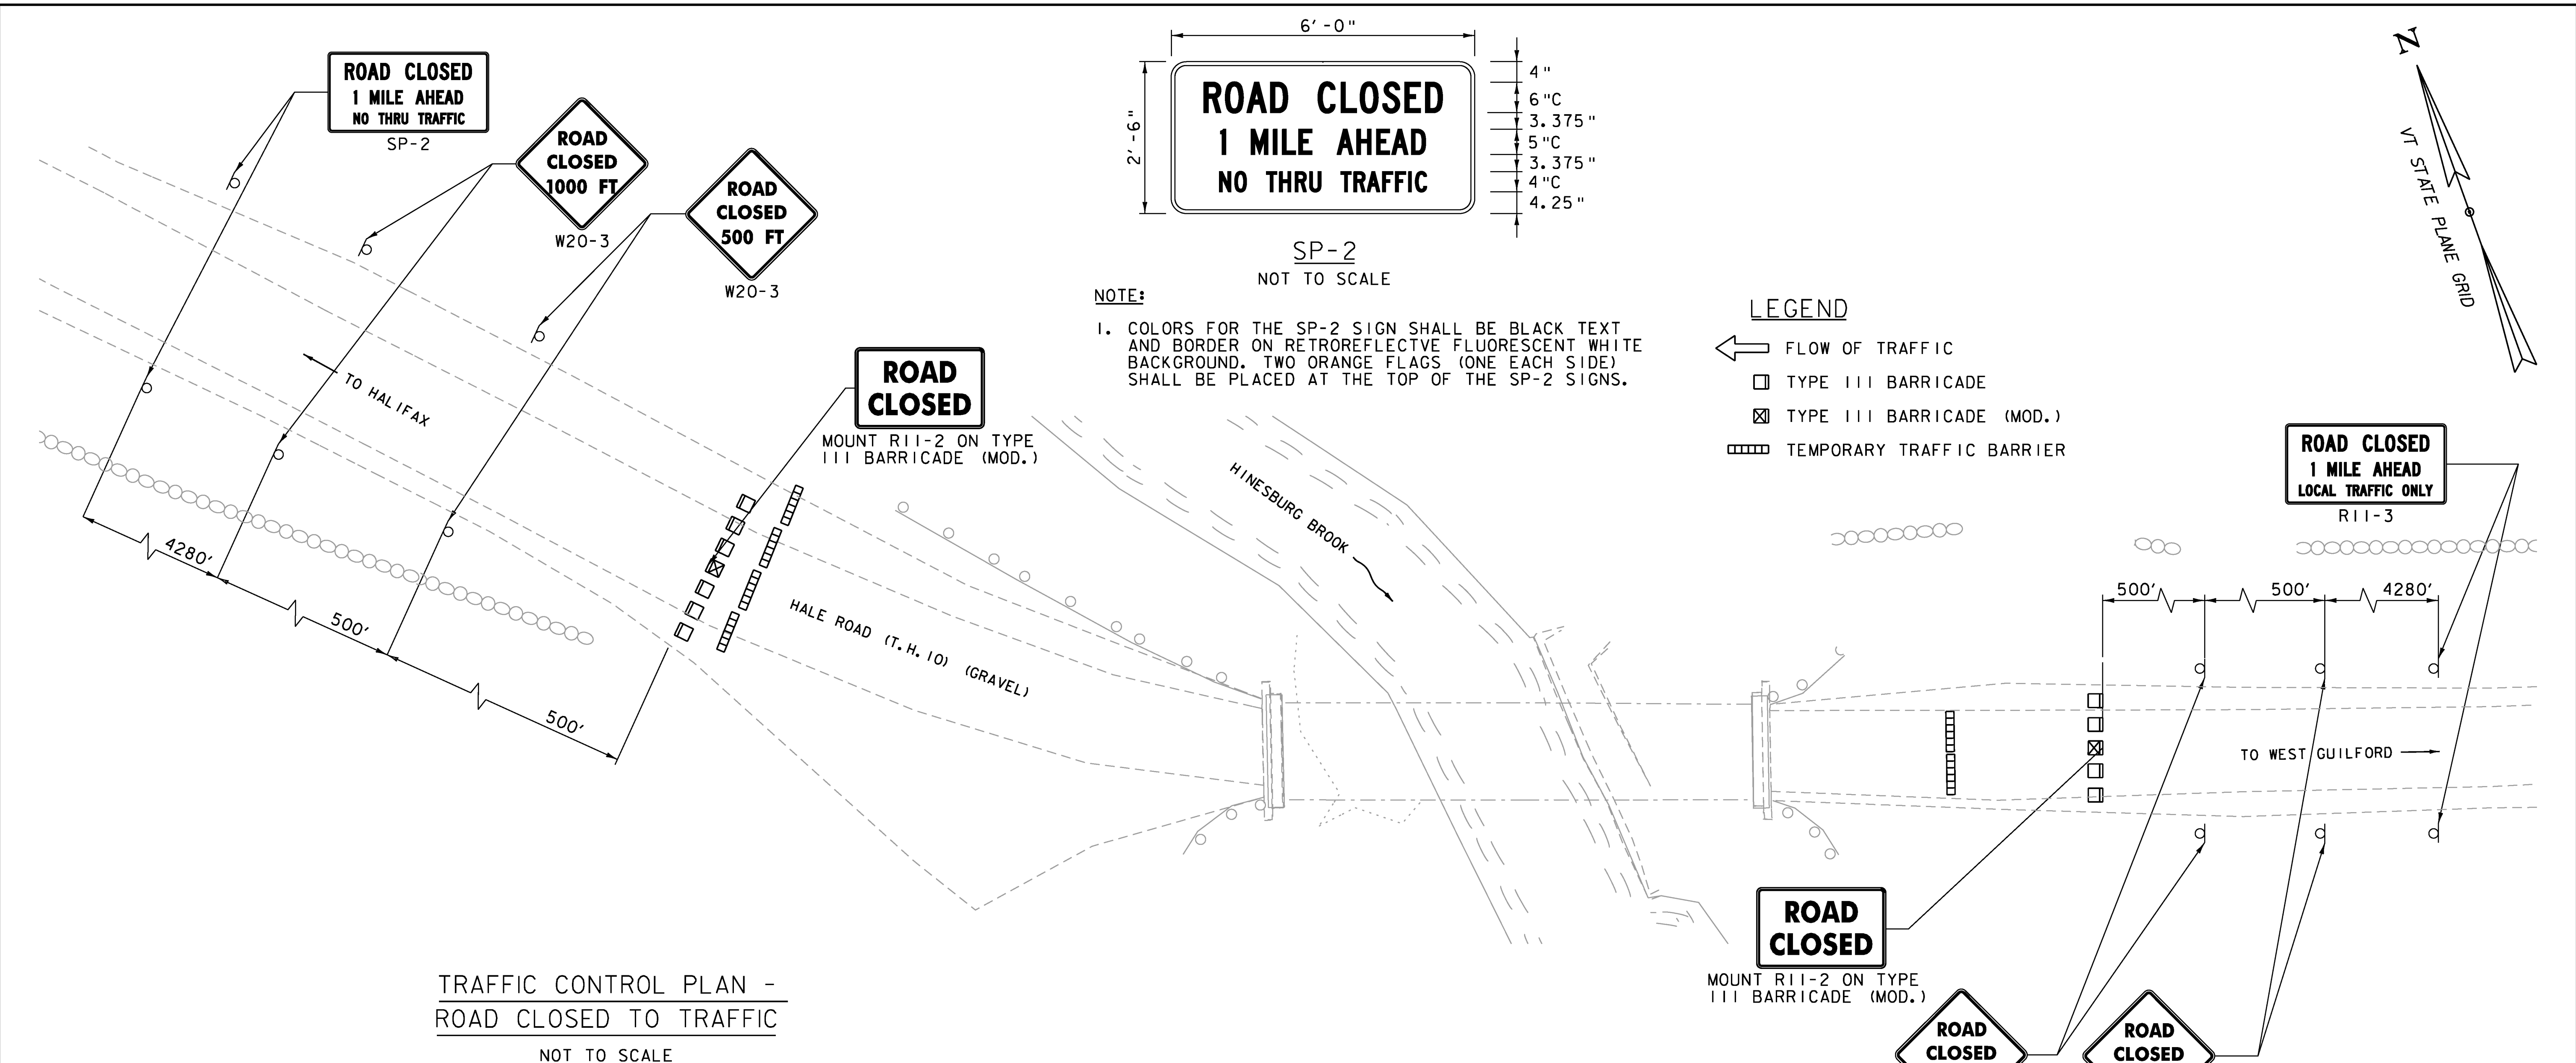 ROAD CLOSED
1 MILE AHEAD
NO THRU TRAFFIC
SP-2
ROAD
CLOSED
1000 FT
W20-3
ROAD
CLOSED
500 FT
W20-3
6'-0"
2'-6"
ROAD CLOSED
1 MILE AHEAD
NO THRU TRAFFIC
4"
6"C
3.375"
5"C
3.375"
4"C
4.25"
SP-2
NOT TO SCALE
NOTE:
1. COLORS FOR THE SP-2 SIGN SHALL BE BLACK TEXT
AND BORDER ON RETROREFLECTVE FLUORESCENT WHITE
BACKGROUND. TWO ORANGE FLAGS (ONE EACH SIDE)
SHALL BE PLACED AT THE TOP OF THE SP-2 SIGNS.
N
VT STATE PLANE GRID
LEGEND
FLOW OF TRAFFIC
TYPE III BARRICADE
TYPE III BARRICADE (MOD.)
TEMPORARY TRAFFIC BARRIER
TO HALIFAX
ROAD
CLOSED
MOUNT R11-2 ON TYPE
III BARRICADE (MOD.)
HINESBURG BROOK
ROAD CLOSED
1 MILE AHEAD
LOCAL TRAFFIC ONLY
R11-3
4280'
500'
500'
HALE ROAD (T.H. 10) (GRAVEL)
500'
500'
4280'
TO WEST GUILFORD
ROAD
CLOSED
MOUNT R11-2 ON TYPE
III BARRICADE (MOD.)
TRAFFIC CONTROL PLAN -
ROAD CLOSED TO TRAFFIC
NOT TO SCALE
ROAD
CLOSED
ROAD
CLOSED